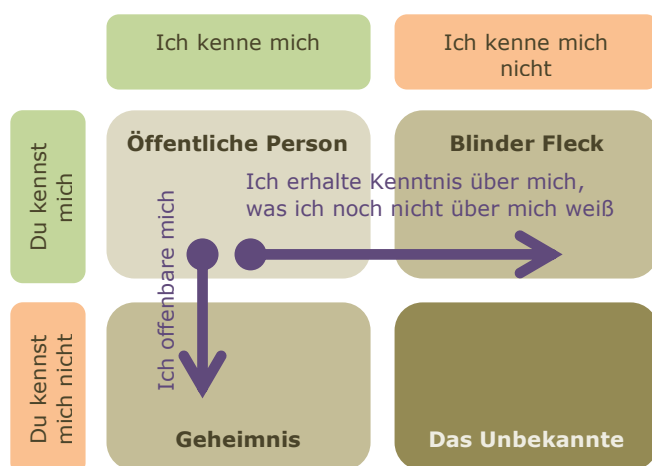 Ich kenne mich
Ich kenne mich
nicht
Du kennst
mich
Öffentliche Person
Blinder Fleck
Ich erhalte Kenntnis über mich,
was ich noch nicht über mich weiß
Ich offenbare mich
Du kennst
mich nicht
Geheimnis
Das Unbekannte